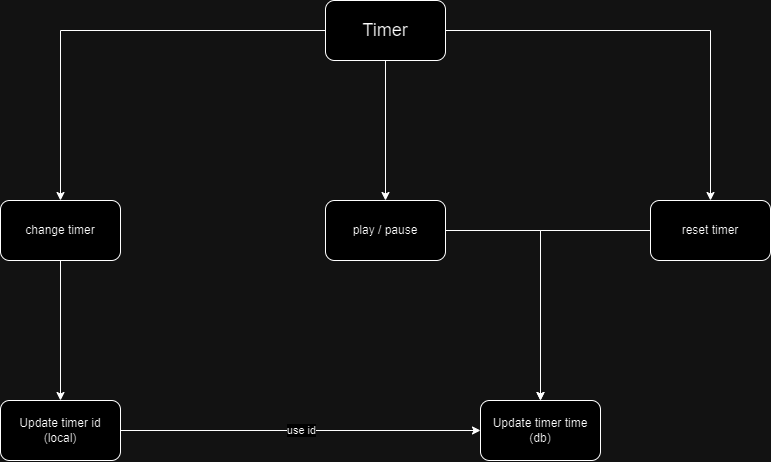 Timer
change timer
play / pause
reset timer
Update timer id
(local)
use id
Update timer time
(db)